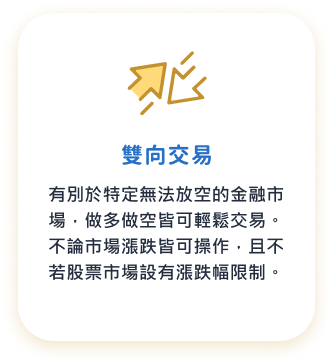 雙向交易
有別於特定無法放空的金融市
場，做多做空皆可輕鬆交易。
不論市場漲跌皆可操作，且不
若股票市場設有漲跌幅限制。